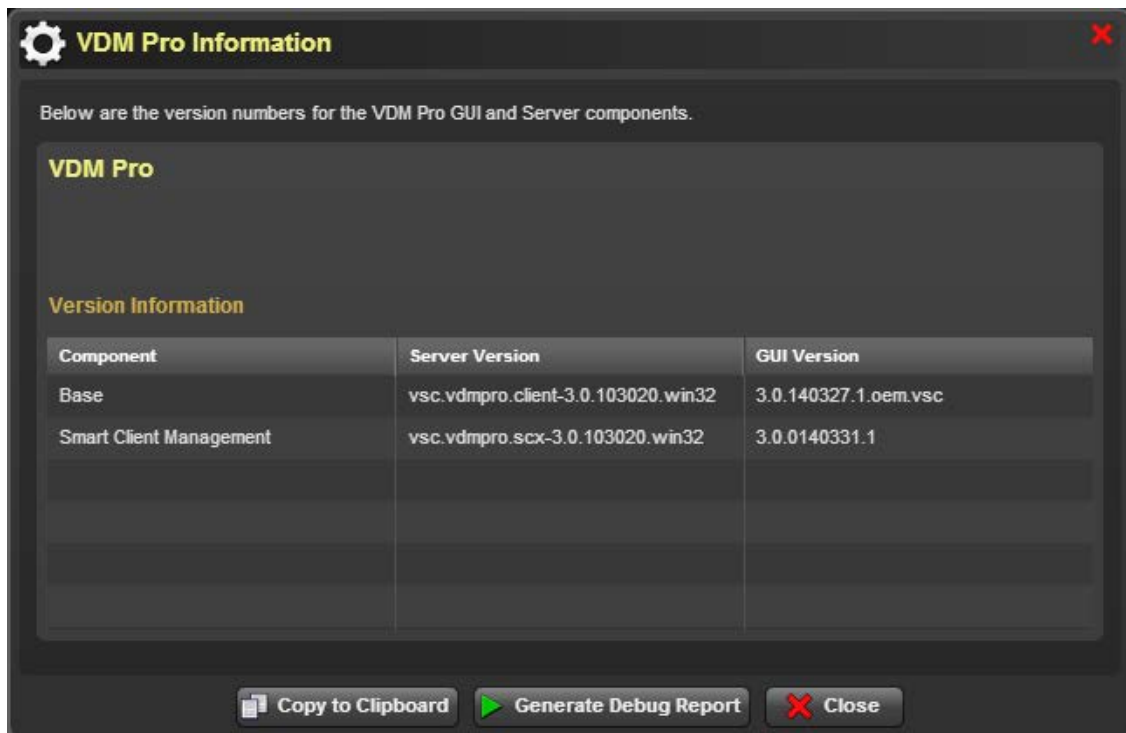 VDM Pro Information
Below are the version numbers for the VDM Pro GUI and Server components.
VDM Pro
Version Information
Component Server Version GUI Version
Base vsc.vdmpro.client-3.0.103020.win32 3.0.140327.1.oem.vsc
Smart Client Management vsc.vdmpro.scx-3.0.103020.win32 3.0.0140331.1
Copy to Clipboard Generate Debug Report Close